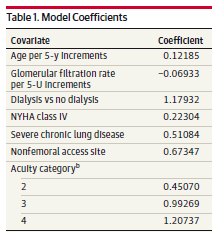 Table 1. Model Coefficients
Covariate Coefficient
Age per 5-y Increments 0.12185
Glomerular filtration rate −0.06933
per 5-U Increments
Dialysis vs no dialysis 1.17932
NYHA class IV 0.22304
Severe chronic lung disease 0.51084
Nonfemoral access site 0.67347
Acuity category b
2 0.45070
3 0.99269
4 1.20737